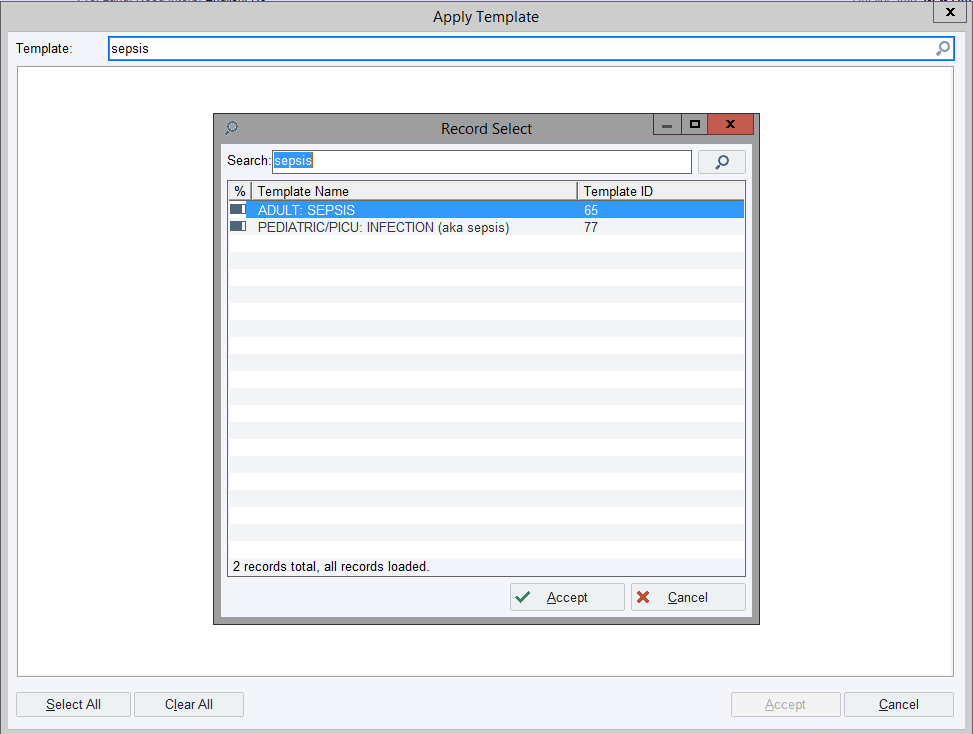 Apply Template
Template: sepsis
Record Select
Search: sepsis
% Template Name Template ID
ADULT: SEPSIS 65
PEDIATRIC/PICU: INFECTION (aka sepsis) 77
2 records total, all records loaded.
Accept Cancel
Select All Clear All Accept Cancel